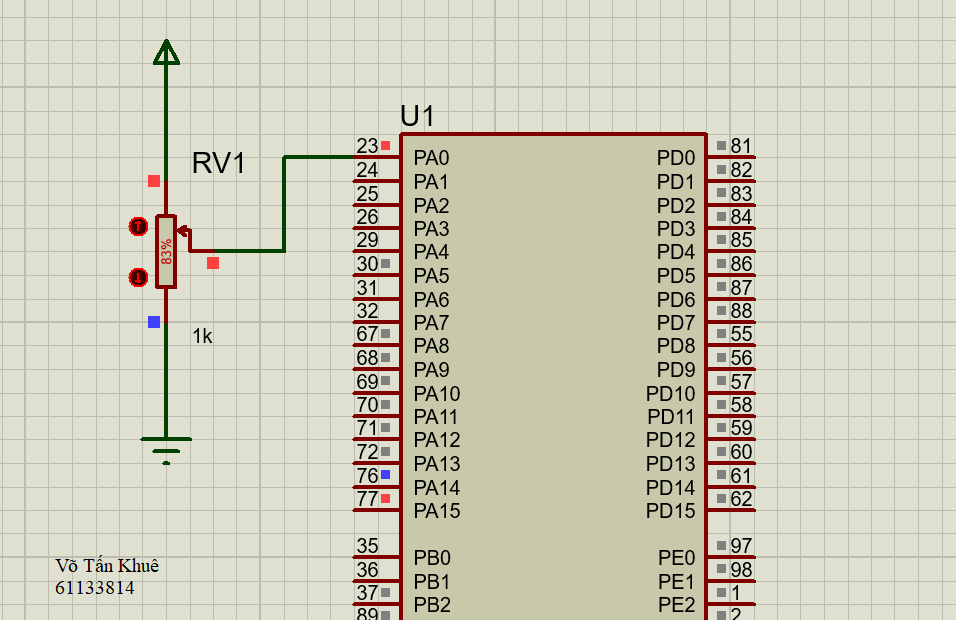 U1
RV1
83%
1k
23 PA0 PD0 81
24 PA1 PD1 82
25 PA2 PD2 83
26 PA3 PD3 84
29 PA4 PD4 85
30 PA5 PD5 86
31 PA6 PD6 87
32 PA7 PD7 88
67 PA8 PD8 55
68 PA9 PD9 56
69 PA10 PD10 57
70 PA11 PD11 58
71 PA12 PD12 59
72 PA13 PD13 60
76 PA14 PD14 61
77 PA15 PD15 62
35 PB0 PE0 97
36 PB1 PE1 98
37 PB2 PE2 1
89 2
Võ Tấn Khuê
61133814